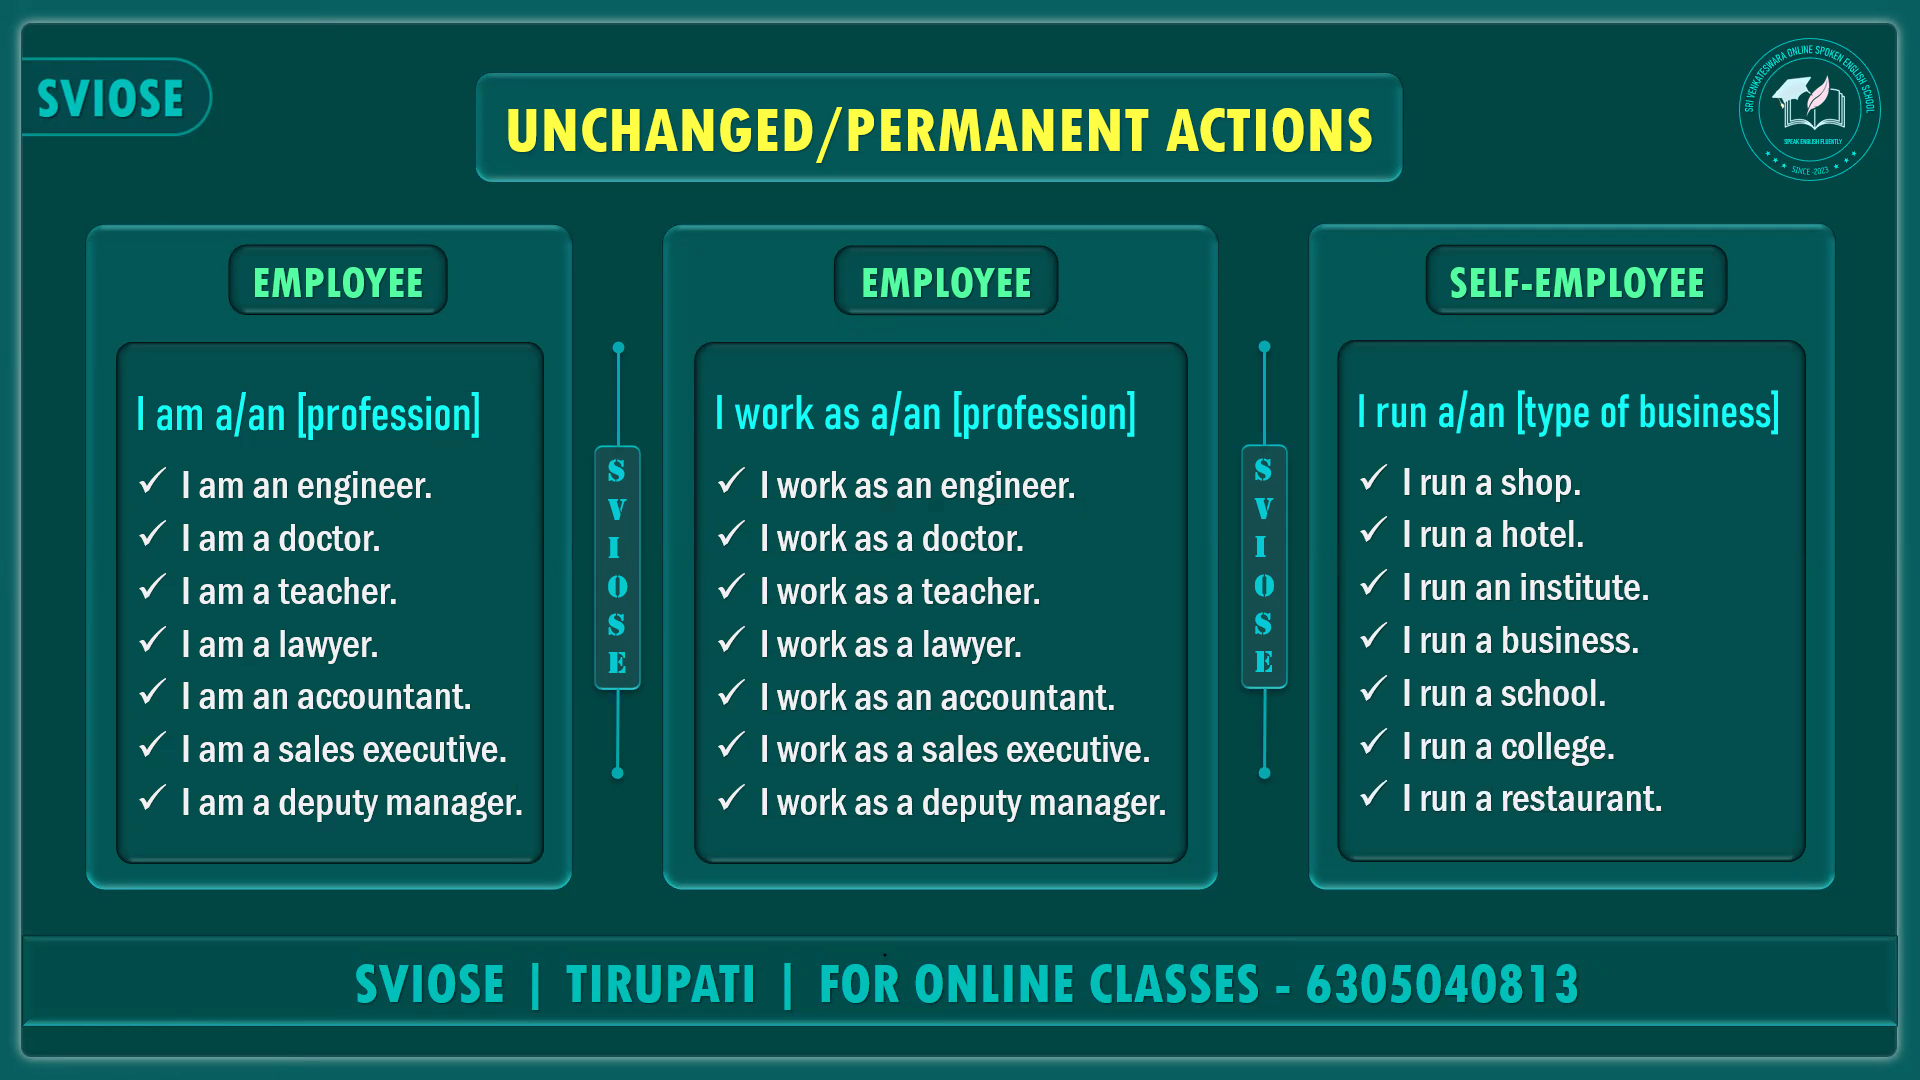 SVIOSE
UNCHANGED/PERMANENT ACTIONS
SRI VENKATESWARA ONLINE SPOKEN ENGLISH SCHOOL
SPEAK ENGLISH FLUENTLY
SINCE -2023
EMPLOYEE
I am a/an [profession]
✓ I am an engineer.
✓ I am a doctor.
✓ I am a teacher.
✓ I am a lawyer.
✓ I am an accountant.
✓ I am a sales executive.
✓ I am a deputy manager.
SVIOSE
EMPLOYEE
I work as a/an [profession]
✓ I work as an engineer.
✓ I work as a doctor.
✓ I work as a teacher.
✓ I work as a lawyer.
✓ I work as an accountant.
✓ I work as a sales executive.
✓ I work as a deputy manager.
SVIOSE
SELF-EMPLOYEE
I run a/an [type of business]
✓ I run a shop.
✓ I run a hotel.
✓ I run an institute.
✓ I run a business.
✓ I run a school.
✓ I run a college.
✓ I run a restaurant.
SVIOSE | TIRUPATI | FOR ONLINE CLASSES - 6305040813